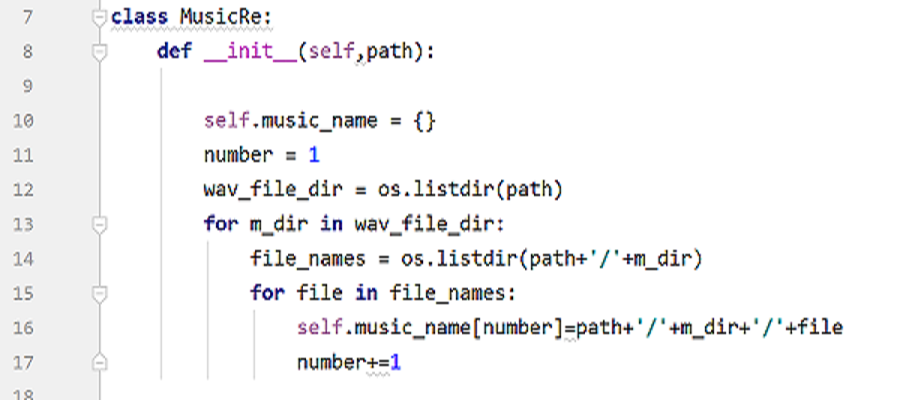 7 class MusicRe:
8     def __init__(self,path):
9
10         self.music_name = {}
11         number = 1
12         wav_file_dir = os.listdir(path)
13         for m_dir in wav_file_dir:
14             file_names = os.listdir(path+'/'+m_dir)
15             for file in file_names:
16                 self.music_name[number]=path+'/'+m_dir+'/'+file
17                 number+=1
18